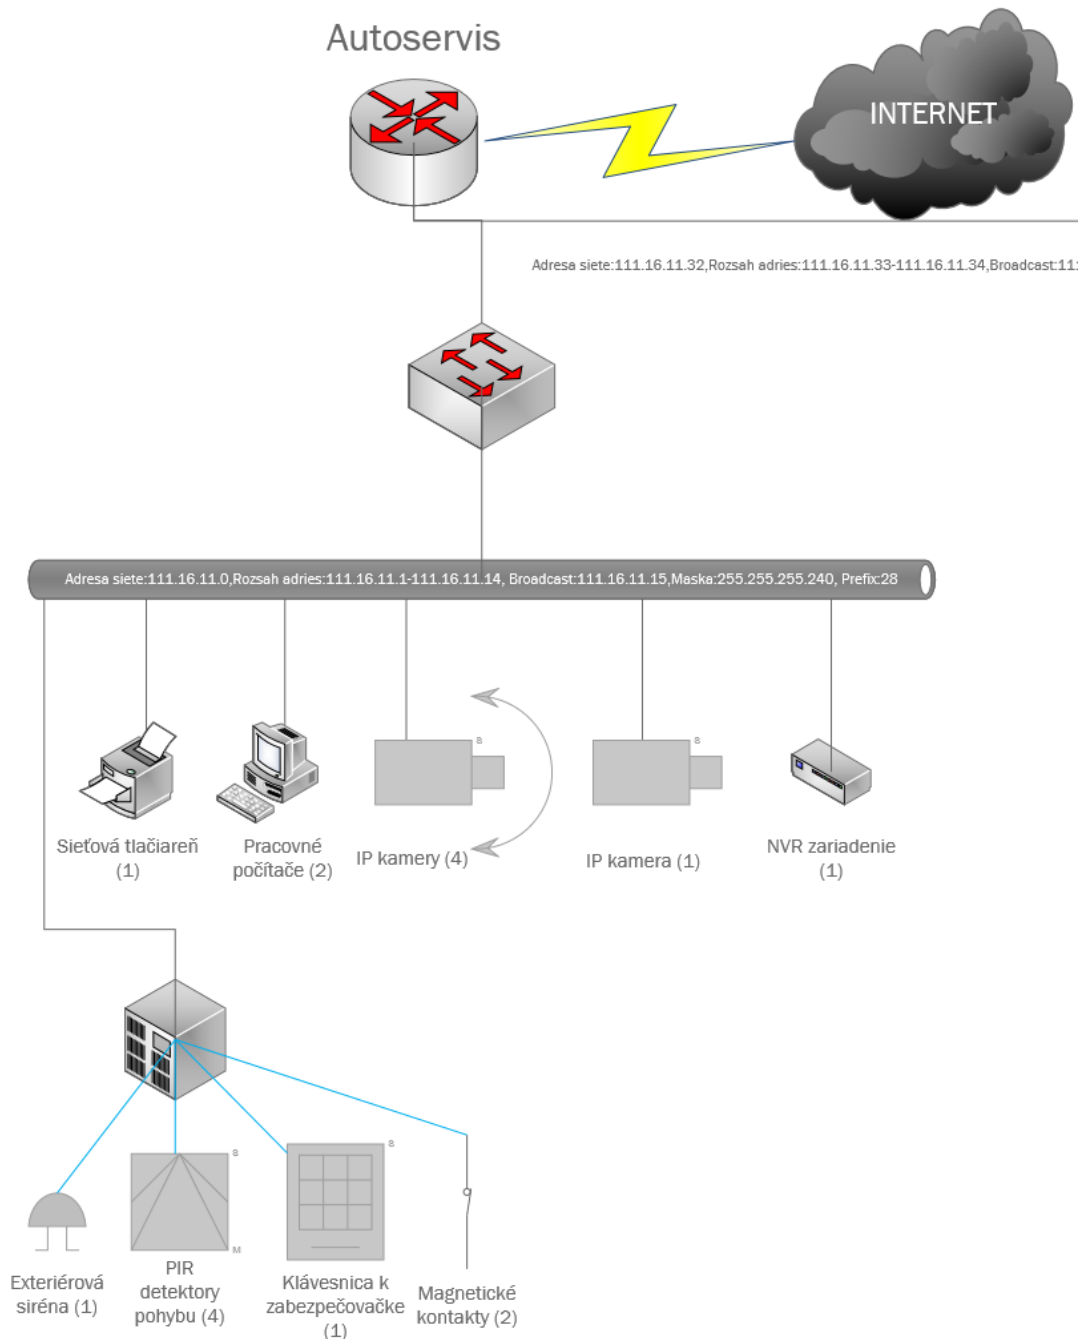 Autoservis
INTERNET
Adresa siete:111.16.11.32,Rozsah adries:111.16.11.33-111.16.11.34,Broadcast:11
Adresa siete:111.16.11.0,Rozsah adries:111.16.11.1-111.16.11.14, Broadcast:111.16.11.15,Maska:255.255.255.240, Prefix:28
S
S
Sieťová tlačiareň
(1)
Pracovné
počítače (2)
IP kamery (4)
IP kamera (1)
NVR zariadenie
(1)
S
M
S
Exteriérová
siréna (1)
PIR
detektory
pohybu (4)
Klávesnica k
zabezpečovačke
(1)
Magnetické
kontakty (2)